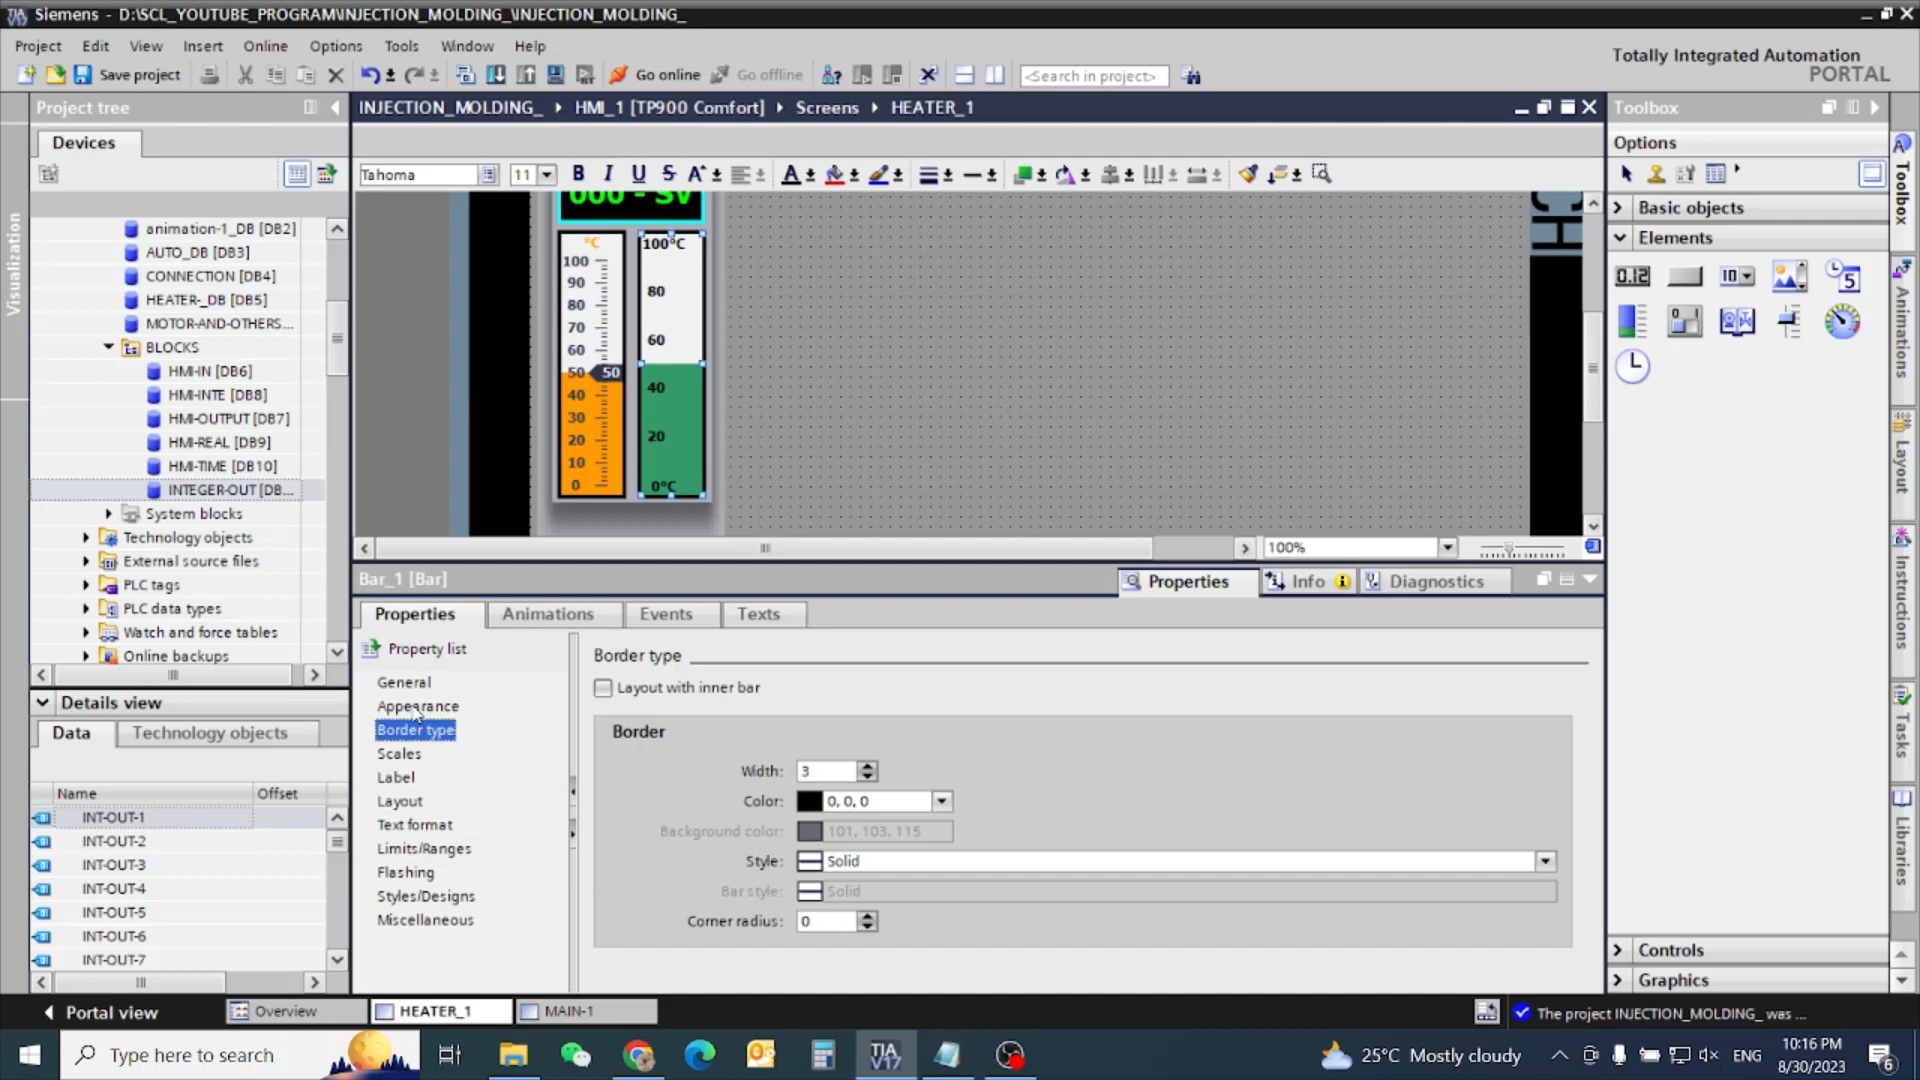 Siemens - D:\SCL_YOUTUBE_PROGRAM\INJECTION_MOLDING_\INJECTION_MOLDING_
Project Edit View Insert Online Options Tools Window Help
Totally Integrated Automation
PORTAL
Save project
Go online
Go offline
<Search in project>
Project tree
INJECTION_MOLDING_ HMI_1 [TP900 Comfort] Screens HEATER_1
Toolbox
Devices
Options
Tahoma
11
B I U S A
Visualization
animation-1_DB [DB2]
AUTO_DB [DB3]
CONNECTION [DB4]
HEATER-_DB [DB5]
MOTOR-AND-OTHERS...
BLOCKS
HMI-IN [DB6]
HMI-INTE [DB8]
HMI-OUTPUT [DB7]
HMI-REAL [DB9]
HMI-TIME [DB10]
INTEGER-OUT [DB...
System blocks
Technology objects
External source files
PLC tags
PLC data types
Watch and force tables
Online backups
000 - SV
°C
100
90
80
70
60
50 50
40
30
20
10
0
100°C
80
60
40
20
0°C
CH
100%
Basic objects
Elements
Controls
Graphics
Toolbox
Animations
Layout
Instructions
Tasks
Libraries
Bar_1 [Bar]
Properties Info Diagnostics
Properties Animations Events Texts
Property list
General
Appearance
Border type
Scales
Label
Layout
Text format
Limits/Ranges
Flashing
Styles/Designs
Miscellaneous
Border type
Layout with inner bar
Border
Width: 3
Color: 0, 0, 0
Background color: 101, 103, 115
Style: Solid
Bar style: Solid
Corner radius: 0
Details view
Data Technology objects
Name Offset
INT-OUT-1
INT-OUT-2
INT-OUT-3
INT-OUT-4
INT-OUT-5
INT-OUT-6
INT-OUT-7
Portal view
Overview
HEATER_1
MAIN-1
The project INJECTION_MOLDING_ was ...
Type here to search
TIA V17
25°C Mostly cloudy
ENG
10:16 PM
8/30/2023
6